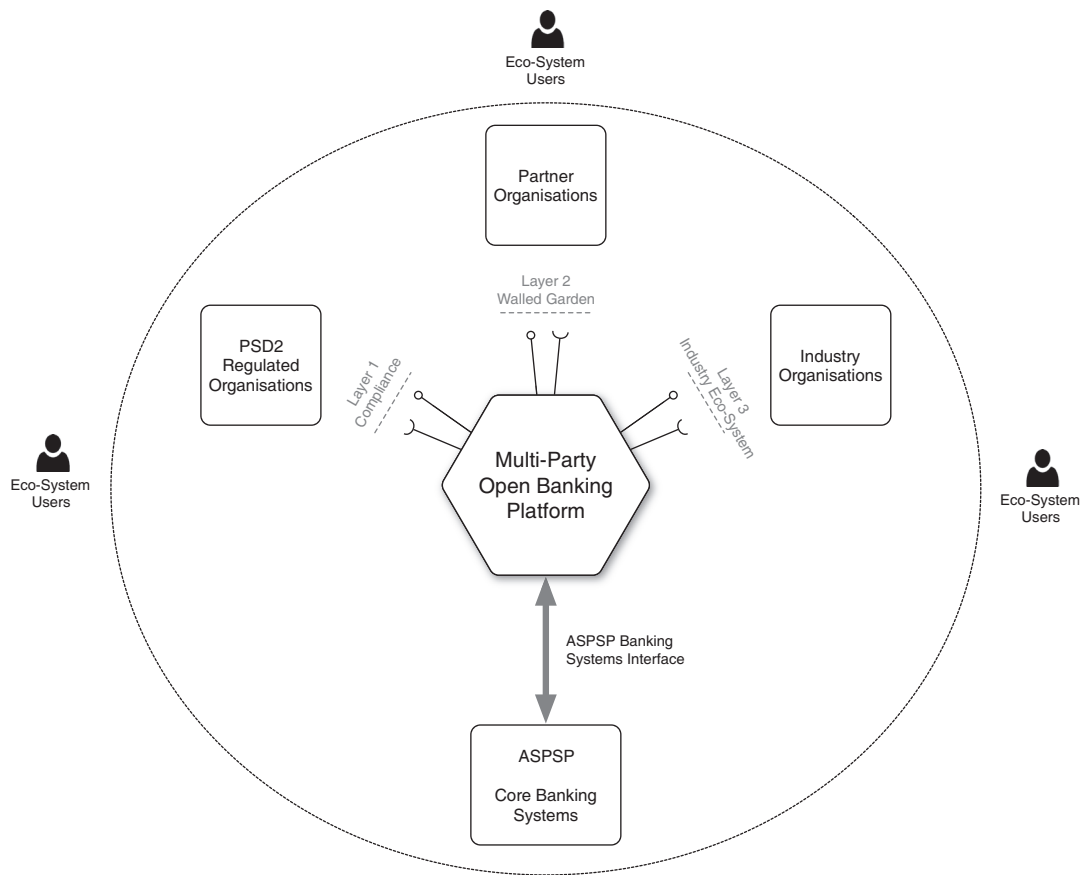 Eco-System
Users
Partner
Organisations
Layer 2
Walled Garden
PSD2
Regulated
Organisations
Layer 1
Compliance
Layer 3
Industry Eco-System
Industry
Organisations
Multi-Party
Open Banking
Platform
Eco-System
Users
Eco-System
Users
ASPSP Banking
Systems Interface
ASPSP
Core Banking
Systems